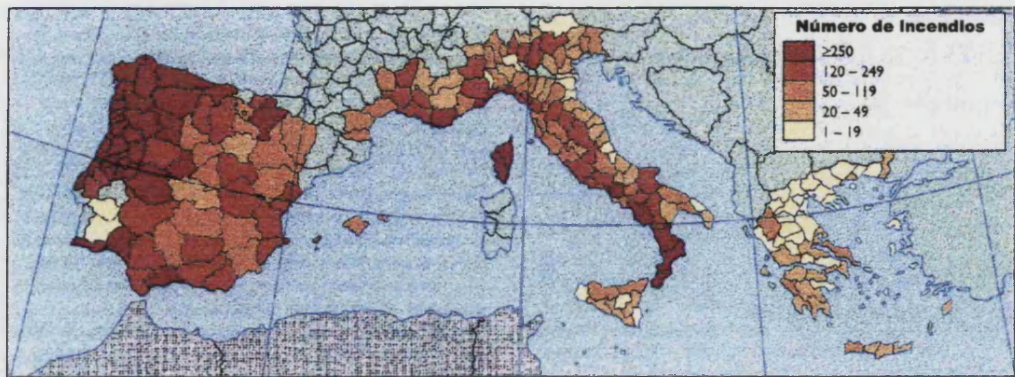 Número de Incendios
≥250
120 – 249
50 – 119
20 – 49
1 – 19